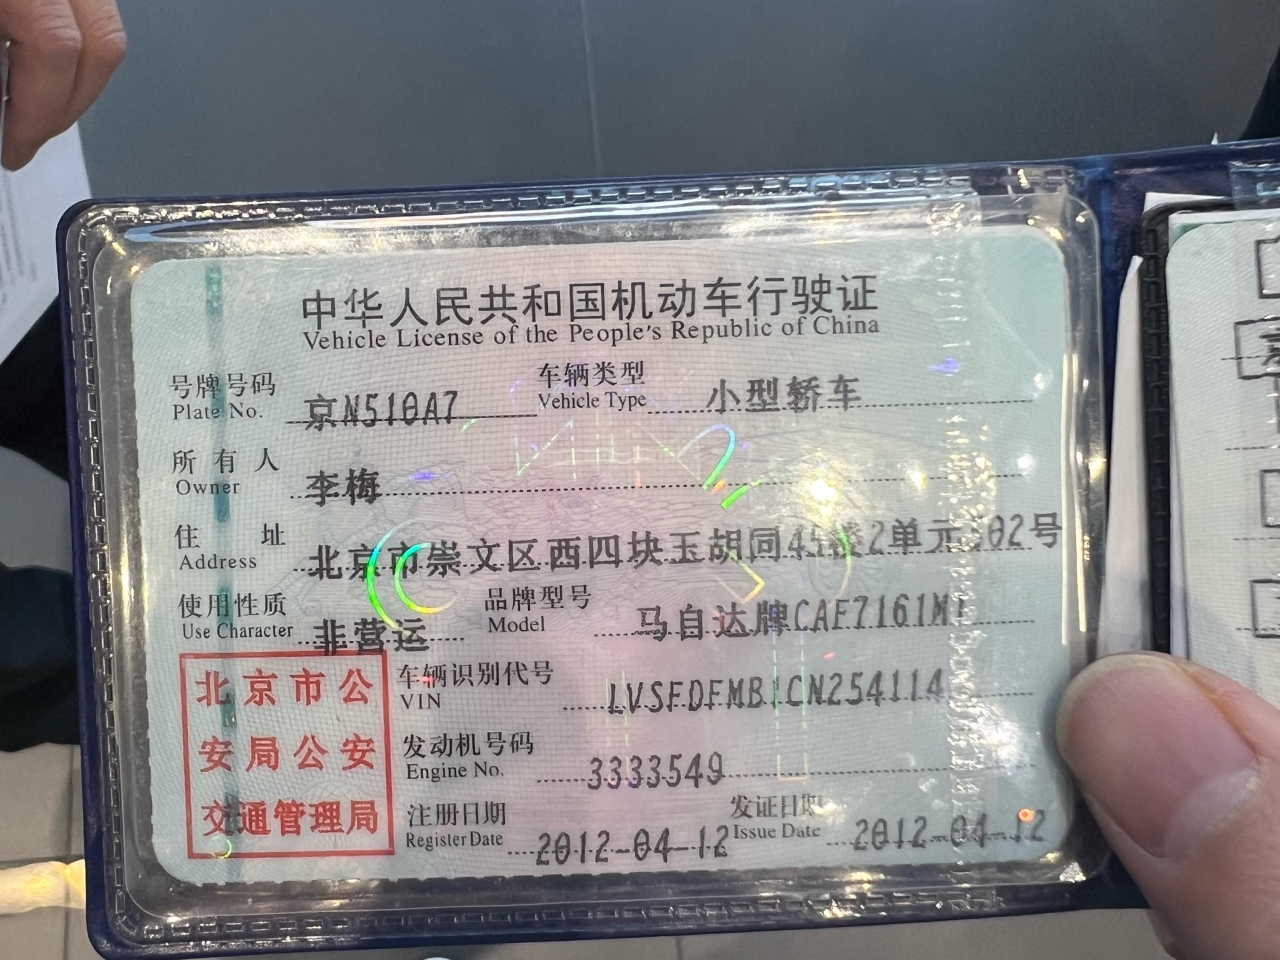 中华人民共和国机动车行驶证
Vehicle License of the People's Republic of China
号牌号码 京N510A7 车辆类型 小型轿车
Plate No. Vehicle Type
所有人 李梅
Owner
住址 北京市崇文区西四块玉胡同45楼2单元502号
Address
使用性质 非营运 品牌型号 马自达牌CAF7161M
Use Character Model
北京市公
安局公安
交通管理局
车辆识别代号 LVSFDFMB1CN254114
VIN
发动机号码 3333549
Engine No.
注册日期 2012-04-12 发证日期 2012-04-12
Register Date Issue Date